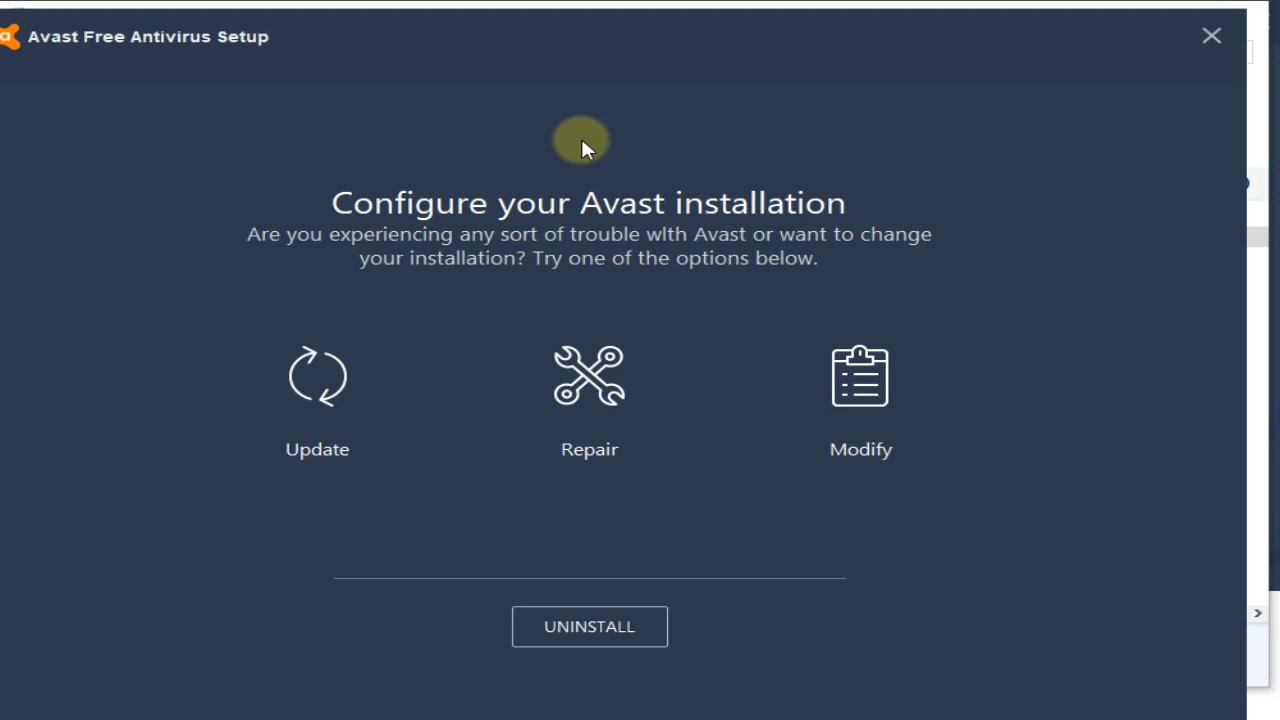 Avast Free Antivirus Setup
Configure your Avast installation
Are you experiencing any sort of trouble with Avast or want to change
your installation? Try one of the options below.
Update
Repair
Modify
UNINSTALL